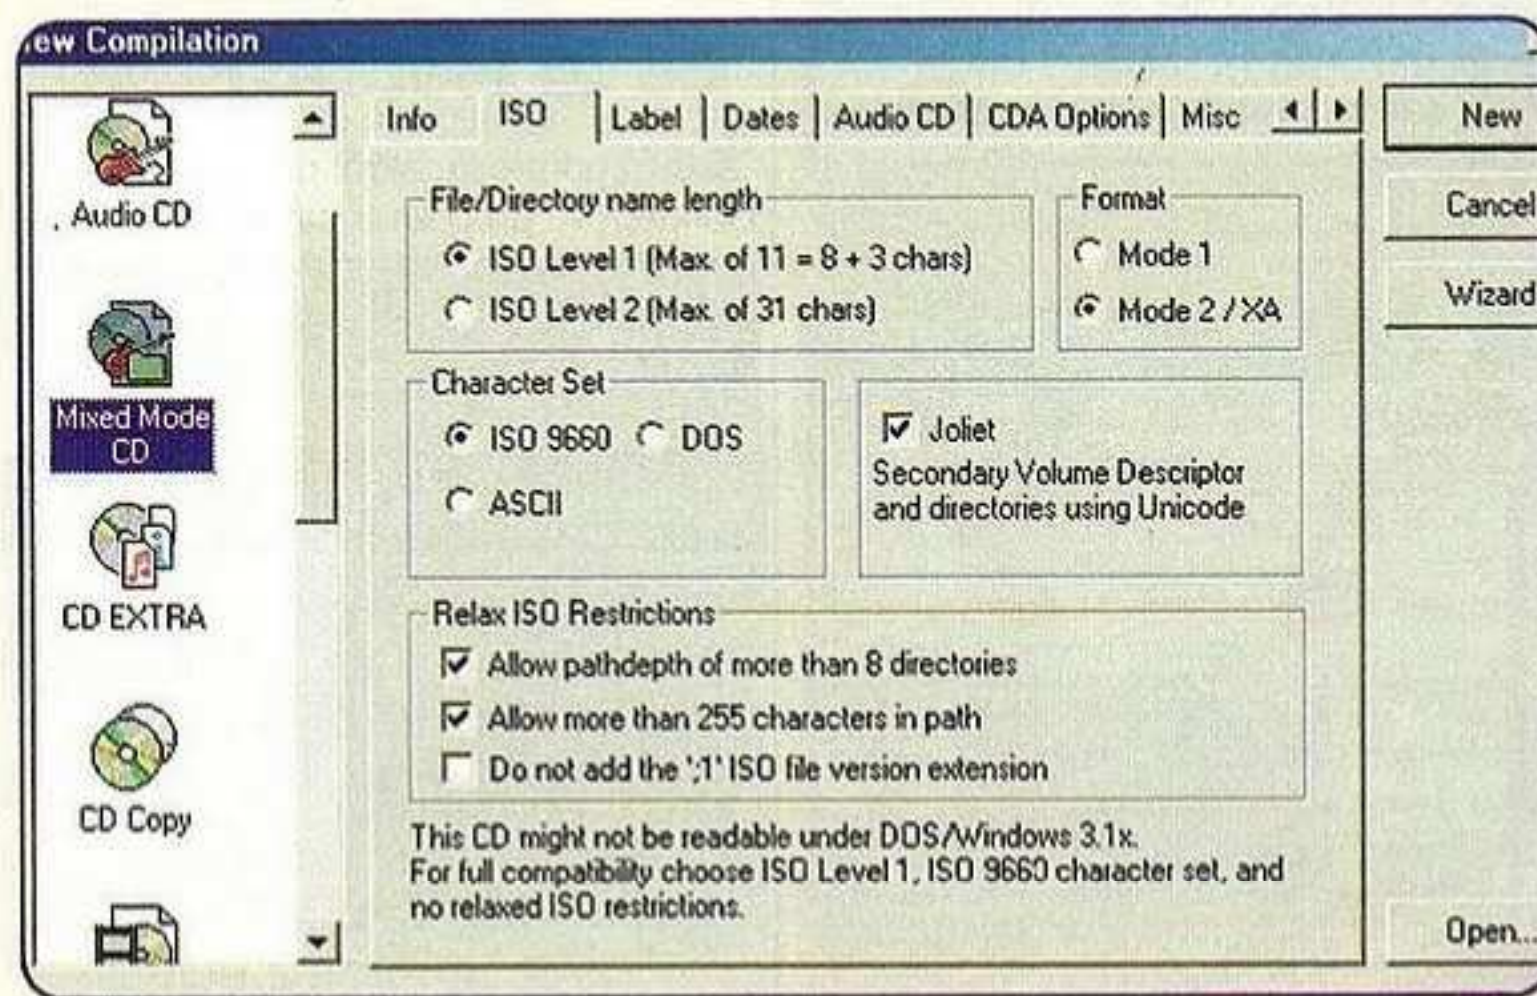 ew Compilation
Audio CD
Mixed Mode
CD
CD EXTRA
CD Copy
Info ISO Label Dates Audio CD CDA Options Misc
File/Directory name length
ISO Level 1 (Max. of 11 = 8 + 3 chars)
ISO Level 2 (Max. of 31 chars)
Format
Mode 1
Mode 2 / XA
Character Set
ISO 9660 DOS
ASCII
Joliet
Secondary Volume Descriptor
and directories using Unicode
Relax ISO Restrictions
Allow pathdepth of more than 8 directories
Allow more than 255 characters in path
Do not add the ';1' ISO file version extension
This CD might not be readable under DOS/Windows 3.1x.
For full compatibility choose ISO Level 1, ISO 9660 character set, and
no relaxed ISO restrictions.
New
Cancel
Wizard
Open...